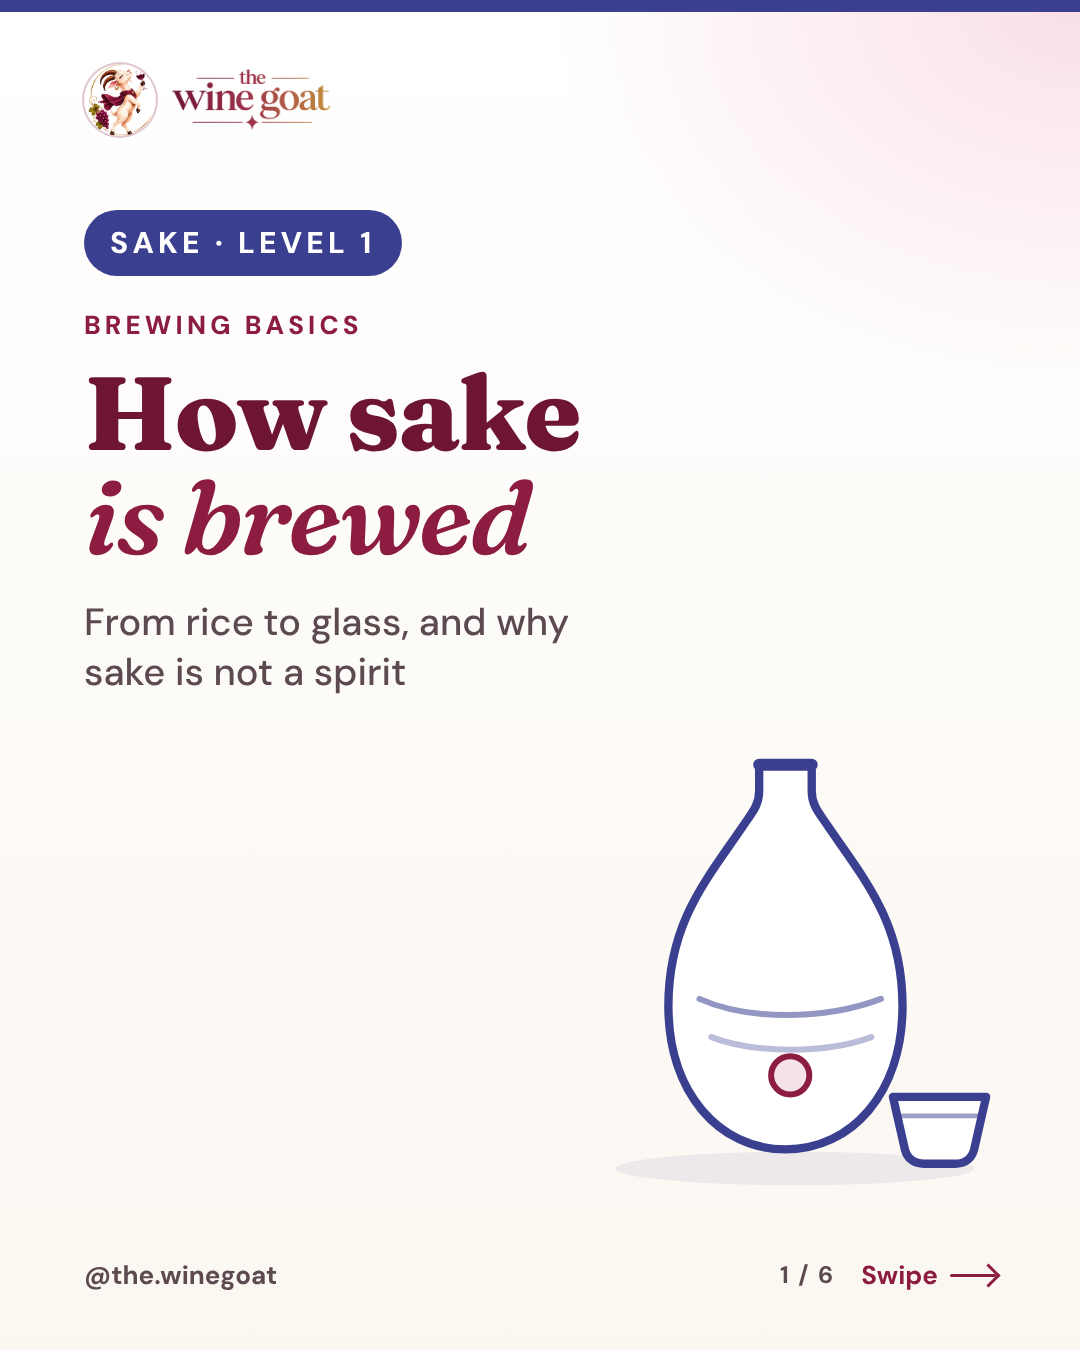 the
wine goat
SAKE · LEVEL 1
BREWING BASICS
How sake
is brewed
From rice to glass, and why
sake is not a spirit
@the.winegoat
1 / 6 Swipe